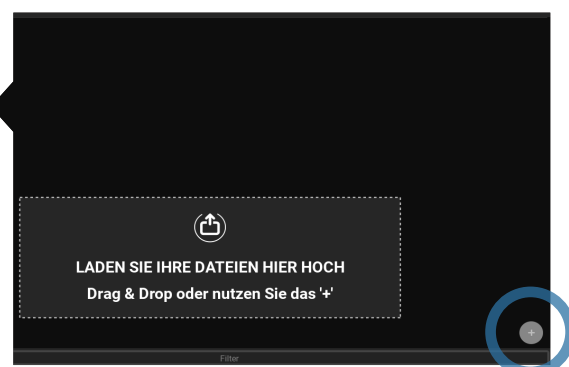 LADEN SIE IHRE DATEIEN HIER HOCH
Drag & Drop oder nutzen Sie das '+'
+
Filter